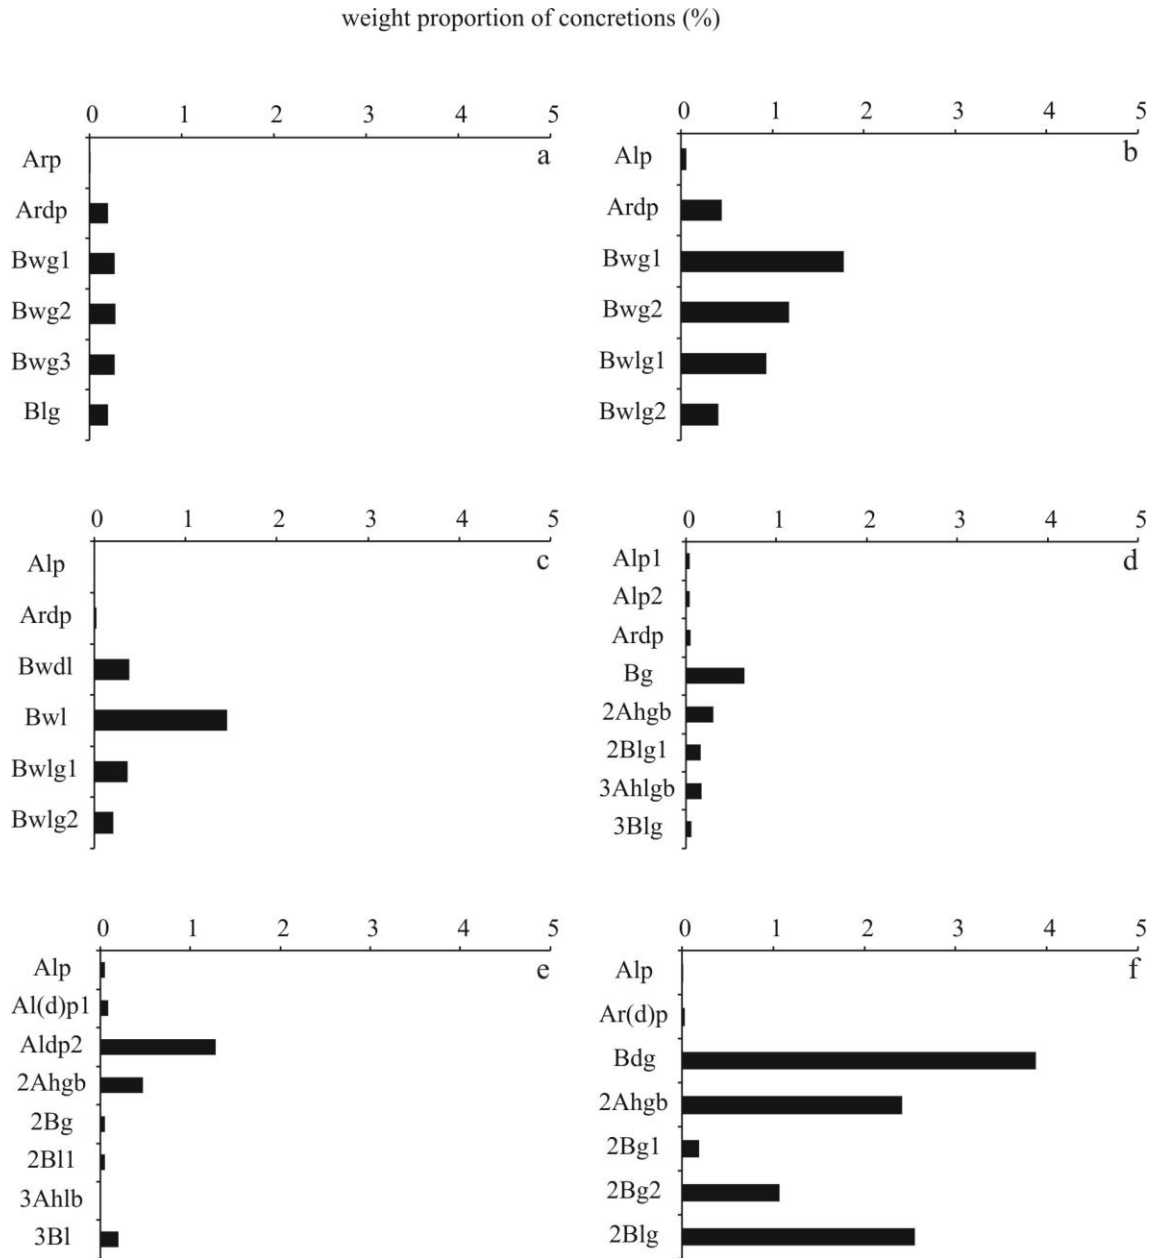 weight proportion of concretions (%)
0 1 2 3 4 5
a
Arp
Ardp
Bwg1
Bwg2
Bwg3
Blg
0 1 2 3 4 5
b
Alp
Ardp
Bwg1
Bwg2
Bwlg1
Bwlg2
0 1 2 3 4 5
c
Alp
Ardp
Bwdl
Bwl
Bwlg1
Bwlg2
0 1 2 3 4 5
d
Alp1
Alp2
Ardp
Bg
2Ahgb
2Blg1
3Ahlgb
3Blg
0 1 2 3 4 5
e
Alp
Al(d)p1
Aldp2
2Ahgb
2Bg
2Bl1
3Ahlb
3Bl
0 1 2 3 4 5
f
Alp
Ar(d)p
Bdg
2Ahgb
2Bg1
2Bg2
2Blg